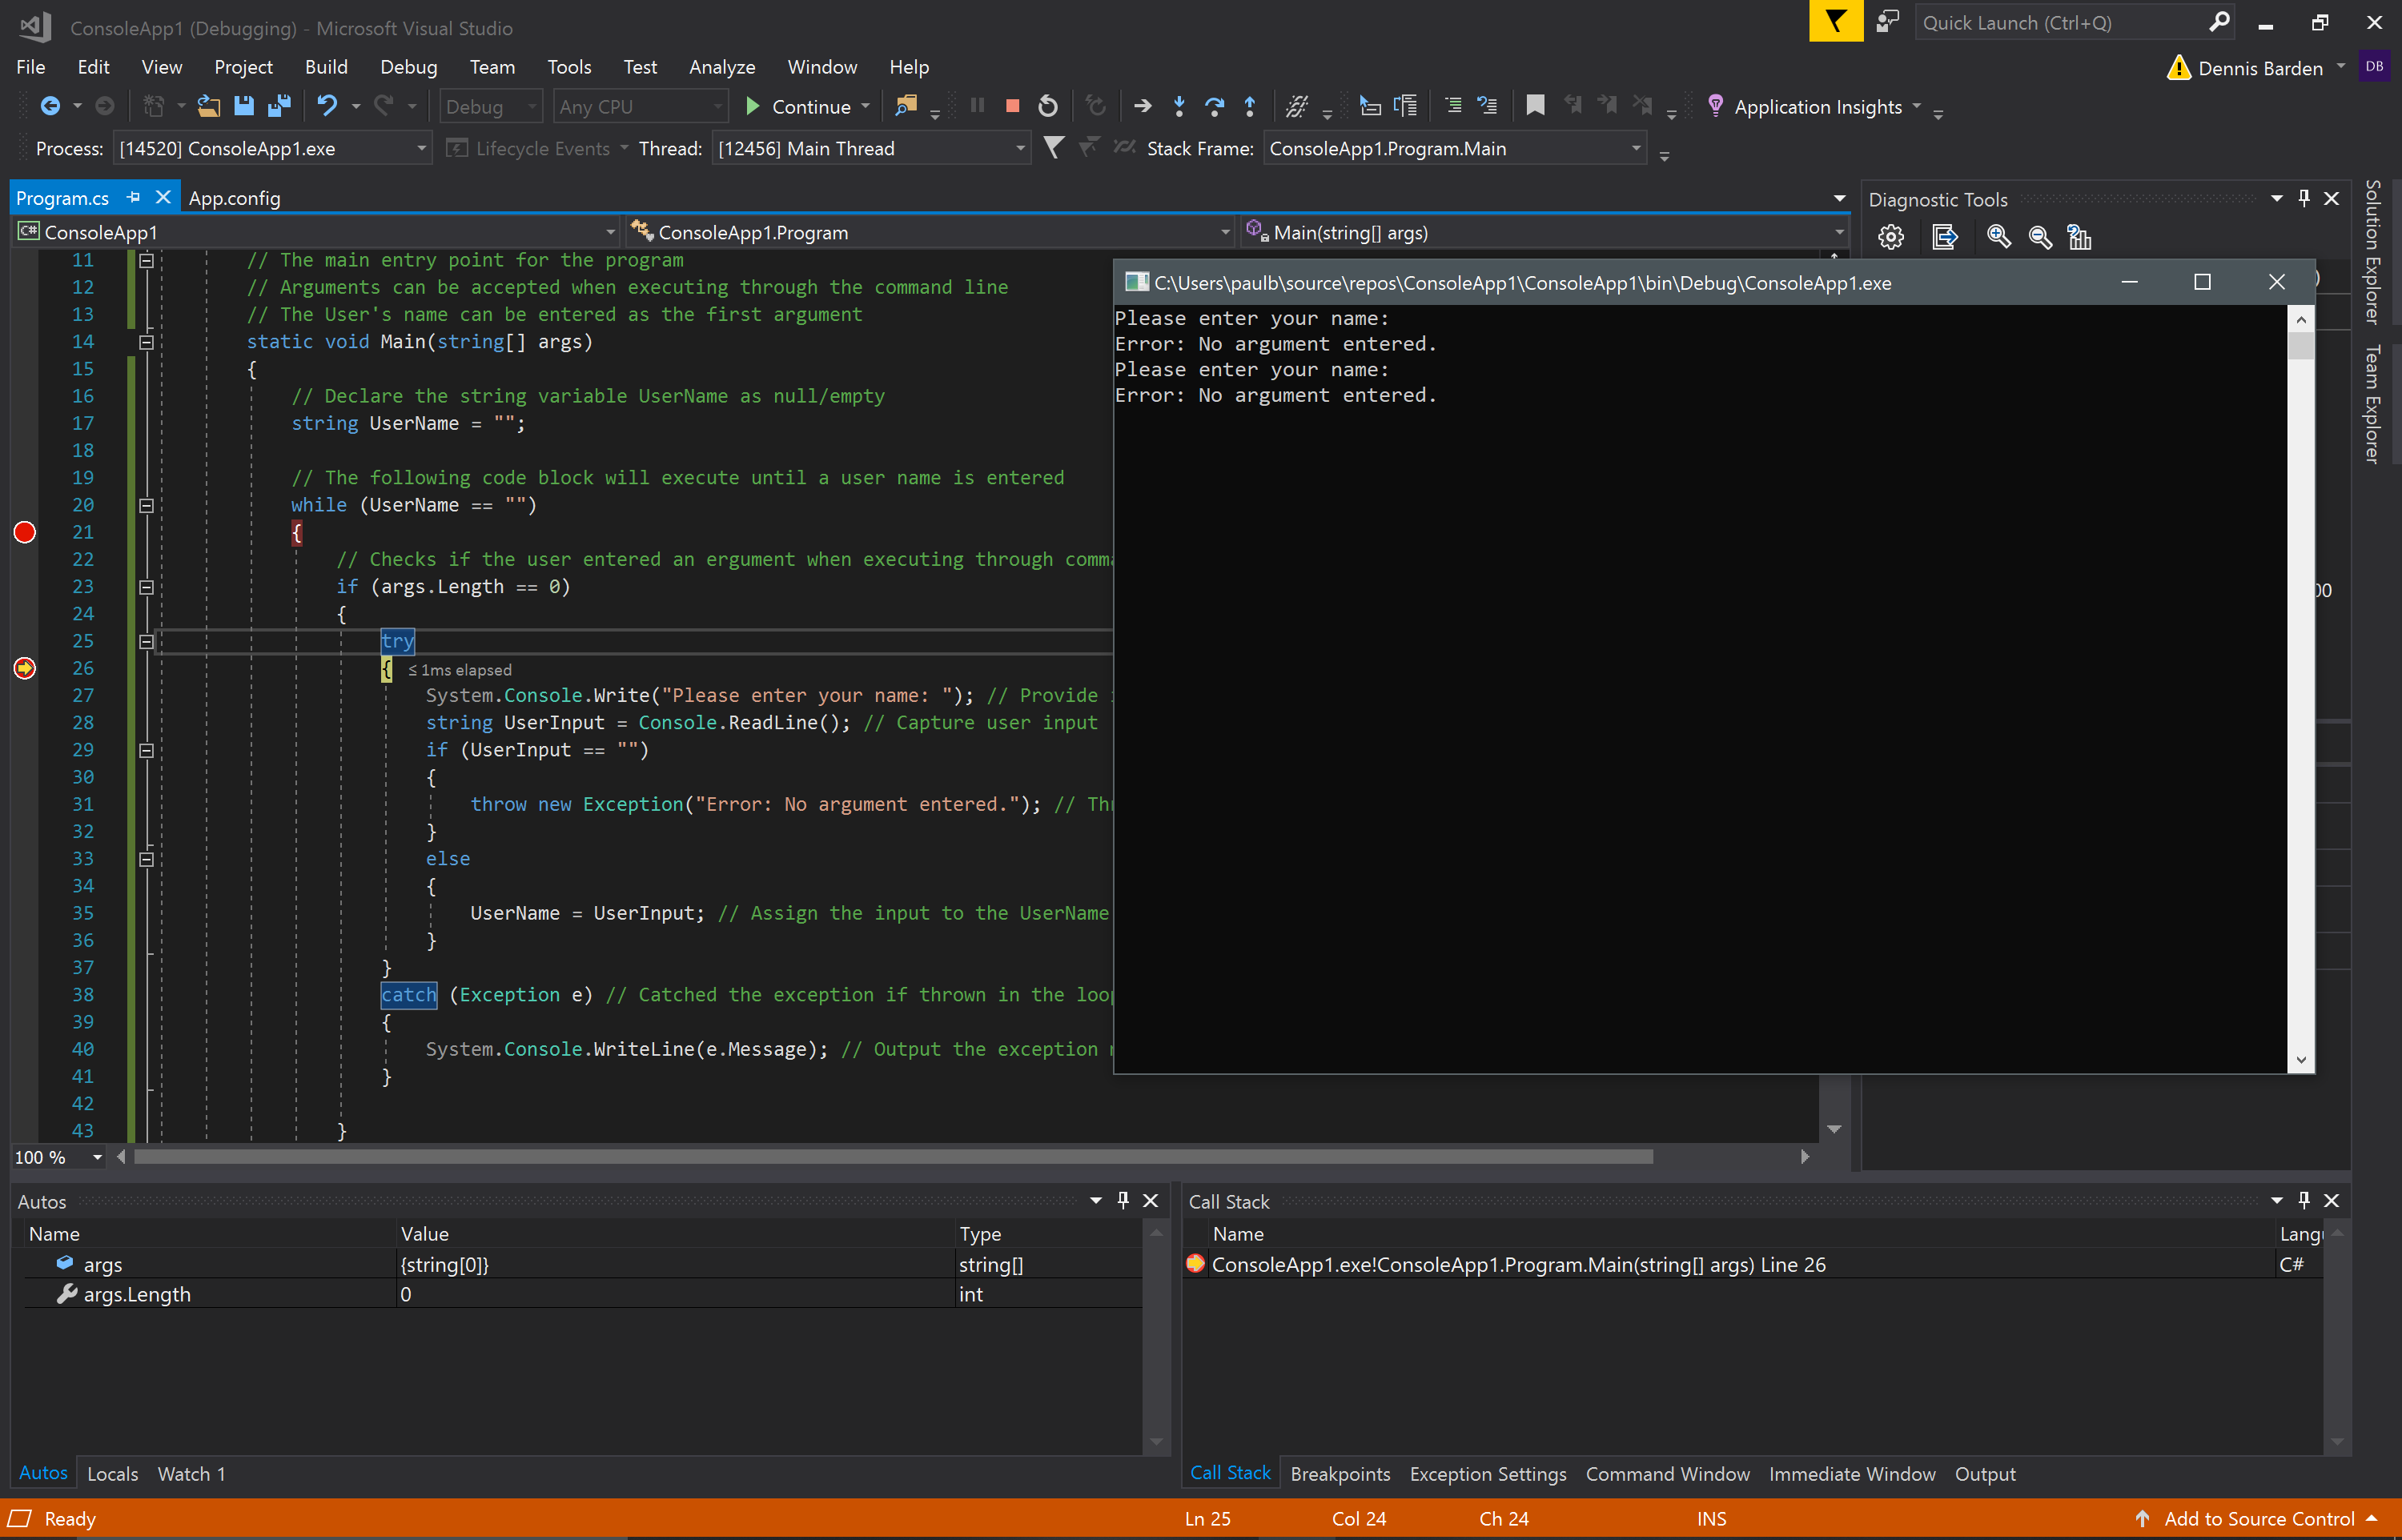 ConsoleApp1 (Debugging) - Microsoft Visual Studio
Quick Launch (Ctrl+Q)
File Edit View Project Build Debug Team Tools Test Analyze Window Help
Dennis Barden DB
Debug Any CPU Continue Application Insights
Process: [14520] ConsoleApp1.exe Lifecycle Events Thread: [12456] Main Thread Stack Frame: ConsoleApp1.Program.Main
Program.cs App.config
C# ConsoleApp1 ConsoleApp1.Program Main(string[] args)
11 // The main entry point for the program
12 // Arguments can be accepted when executing through the command line
13 // The User's name can be entered as the first argument
14 static void Main(string[] args)
15 {
16 // Declare the string variable UserName as null/empty
17 string UserName = "";
18
19 // The following code block will execute until a user name is entered
20 while (UserName == "")
21 {
22 // Checks if the user entered an ergument when executing through comma
23 if (args.Length == 0)
24 {
25 try
26 { ≤ 1ms elapsed
27 System.Console.Write("Please enter your name: "); // Provide
28 string UserInput = Console.ReadLine(); // Capture user input
29 if (UserInput == "")
30 {
31 throw new Exception("Error: No argument entered."); // Th
32 }
33 else
34 {
35 UserName = UserInput; // Assign the input to the UserName
36 }
37 }
38 catch (Exception e) // Catched the exception if thrown in the loop
39 {
40 System.Console.WriteLine(e.Message); // Output the exception
41 }
42
43 }
100 %
Diagnostic Tools
Solution Explorer
Team Explorer
C:\Users\paulb\source\repos\ConsoleApp1\ConsoleApp1\bin\Debug\ConsoleApp1.exe
Please enter your name:
Error: No argument entered.
Please enter your name:
Error: No argument entered.
Autos
Name Value Type
args {string[0]} string[]
args.Length 0 int
Autos Locals Watch 1
Call Stack
Name Lang
ConsoleApp1.exe!ConsoleApp1.Program.Main(string[] args) Line 26 C#
Call Stack Breakpoints Exception Settings Command Window Immediate Window Output
Ready Ln 25 Col 24 Ch 24 INS Add to Source Control